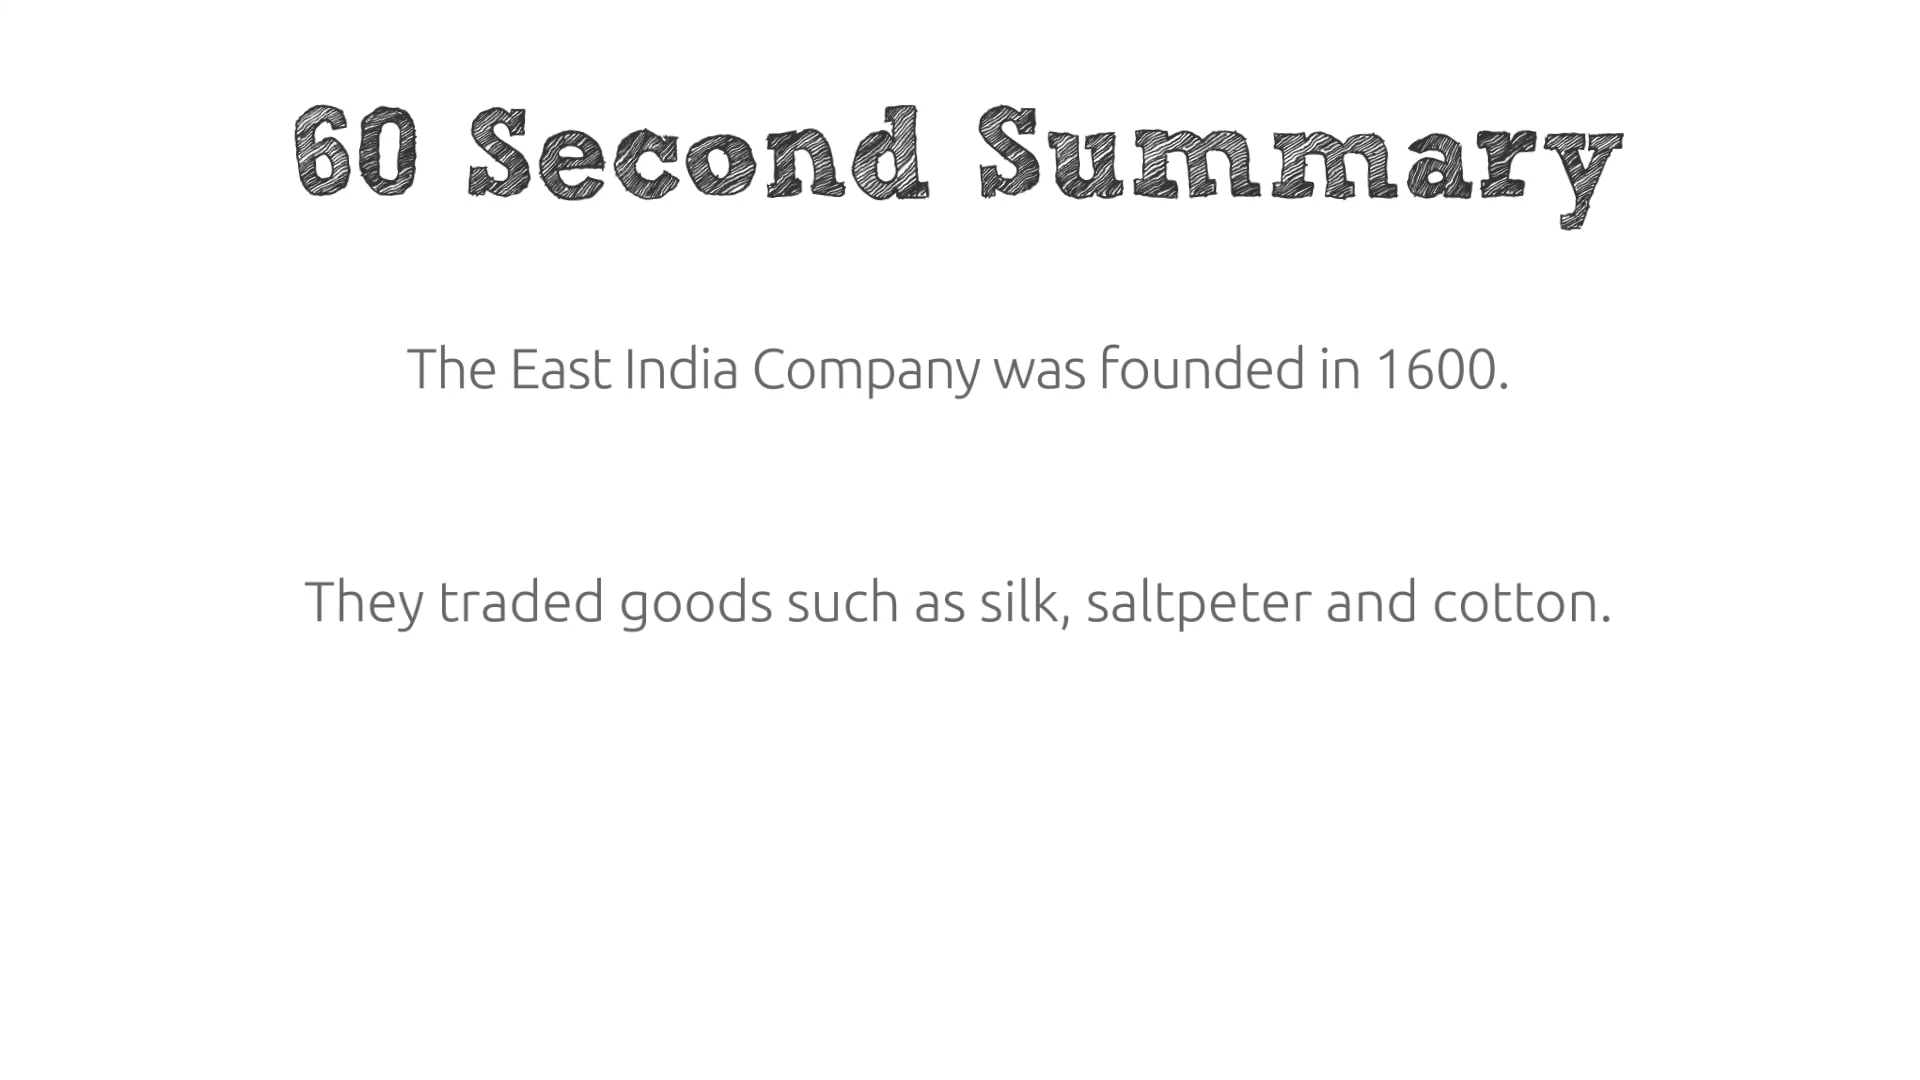 60 Second Summary
The East India Company was founded in 1600.
They traded goods such as silk, saltpeter and cotton.